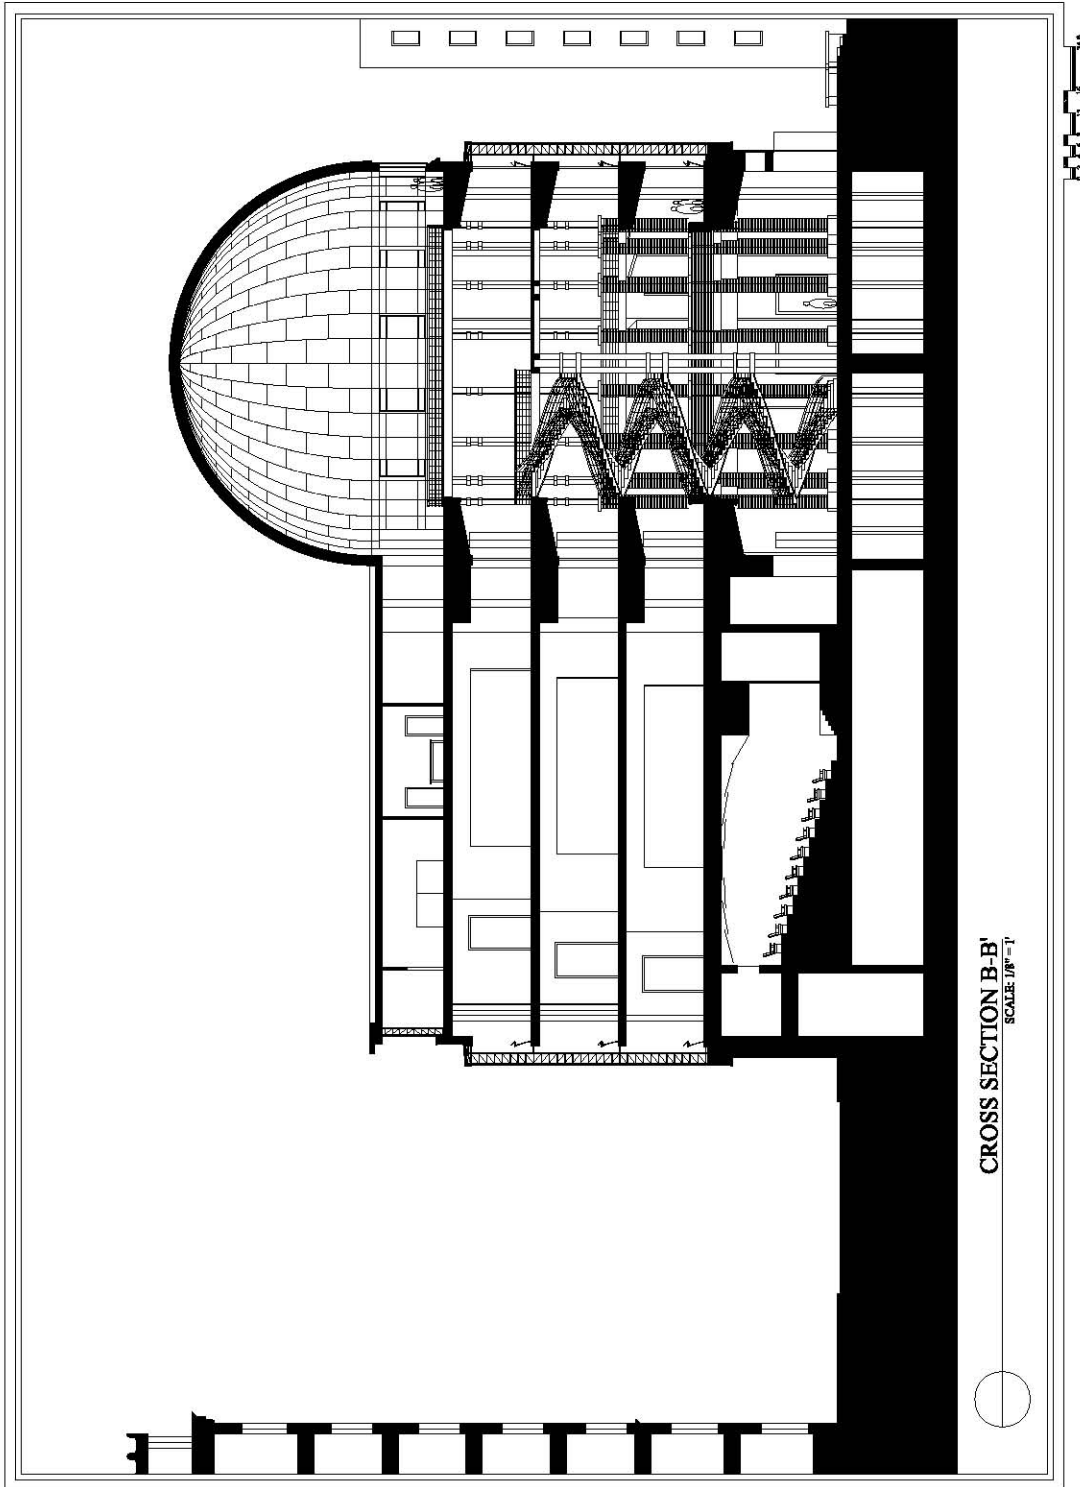 CROSS SECTION B-B'
SCALE: 1/8" = 1'